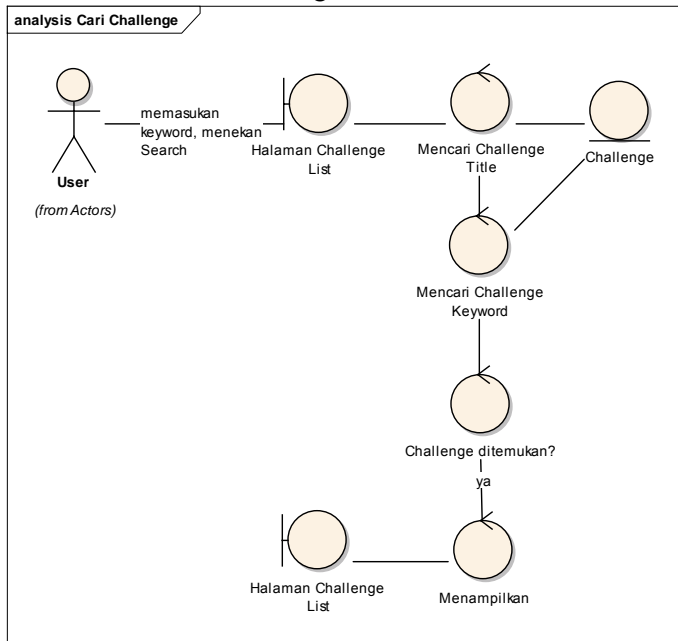 analysis Cari Challenge
memasukan
keyword, menekan
Search
User
(from Actors)
Halaman Challenge
List
Mencari Challenge
Title
Challenge
Mencari Challenge
Keyword
Challenge ditemukan?
ya
Halaman Challenge
List
Menampilkan